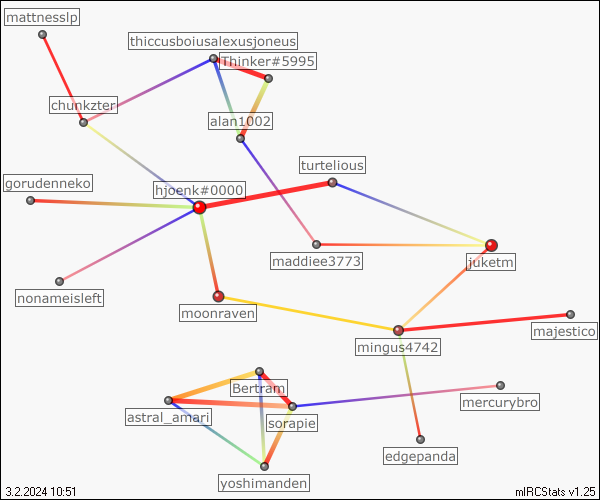 mattnesslp
thiccusboiusalexusjoneus
Thinker#5995
chunkzter
alan1002
turtelious
gorudenneko
hjoenk#0000
maddiee3773
juketm
nonameisleft
moonraven
majestico
mingus4742
Bertram
mercurybro
astral_amari
sorapie
edgepanda
yoshimanden
3.2.2024 10:51
mIRCStats v1.25